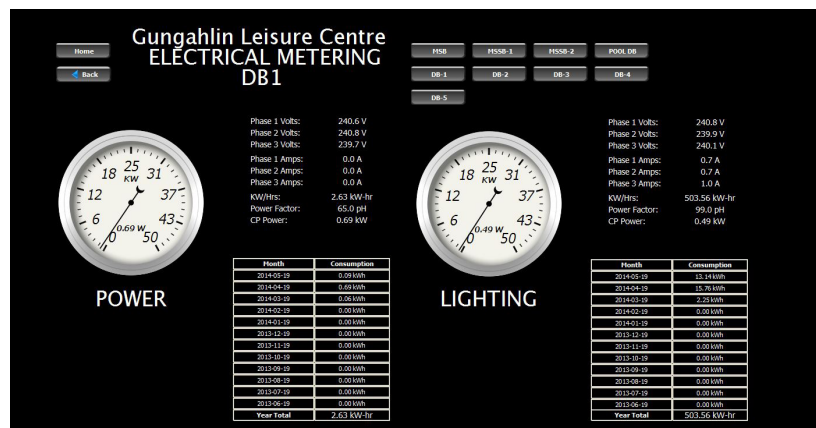 Gungahlin Leisure Centre
ELECTRICAL METERING
DB1
Home
Back
MSB MSSB-1 MSSB-2 POOL DB
DB-1 DB-2 DB-3 DB-4
DB-5
Phase 1 Volts: 240.6 V
Phase 2 Volts: 240.8 V
Phase 3 Volts: 239.7 V
Phase 1 Amps: 0.0 A
Phase 2 Amps: 0.0 A
Phase 3 Amps: 0.0 A
KW/Hrs: 2.63 kW-hr
Power Factor: 65.0 pH
CP Power: 0.69 kW
0 6 12 18 25 31 37 43 50
KW
0.69 W
POWER
Month Consumption
2014-05-19 0.09 kWh
2014-04-19 0.69 kWh
2014-03-19 0.06 kWh
2014-02-19 0.00 kWh
2014-01-19 0.00 kWh
2013-12-19 0.00 kWh
2013-11-19 0.00 kWh
2013-10-19 0.00 kWh
2013-09-19 0.00 kWh
2013-08-19 0.00 kWh
2013-07-19 0.00 kWh
2013-06-19 0.00 kWh
Year Total 2.63 kW-hr
Phase 1 Volts: 240.8 V
Phase 2 Volts: 239.9 V
Phase 3 Volts: 240.1 V
Phase 1 Amps: 0.7 A
Phase 2 Amps: 0.7 A
Phase 3 Amps: 1.0 A
KW/Hrs: 503.56 kW-hr
Power Factor: 99.0 pH
CP Power: 0.49 kW
0 6 12 18 25 31 37 43 50
KW
0.49 W
LIGHTING
Month Consumption
2014-05-19 13.14 kWh
2014-04-19 15.76 kWh
2014-03-19 2.25 kWh
2014-02-19 0.00 kWh
2014-01-19 0.00 kWh
2013-12-19 0.00 kWh
2013-11-19 0.00 kWh
2013-10-19 0.00 kWh
2013-09-19 0.00 kWh
2013-08-19 0.00 kWh
2013-07-19 0.00 kWh
2013-06-19 0.00 kWh
Year Total 503.56 kW-hr